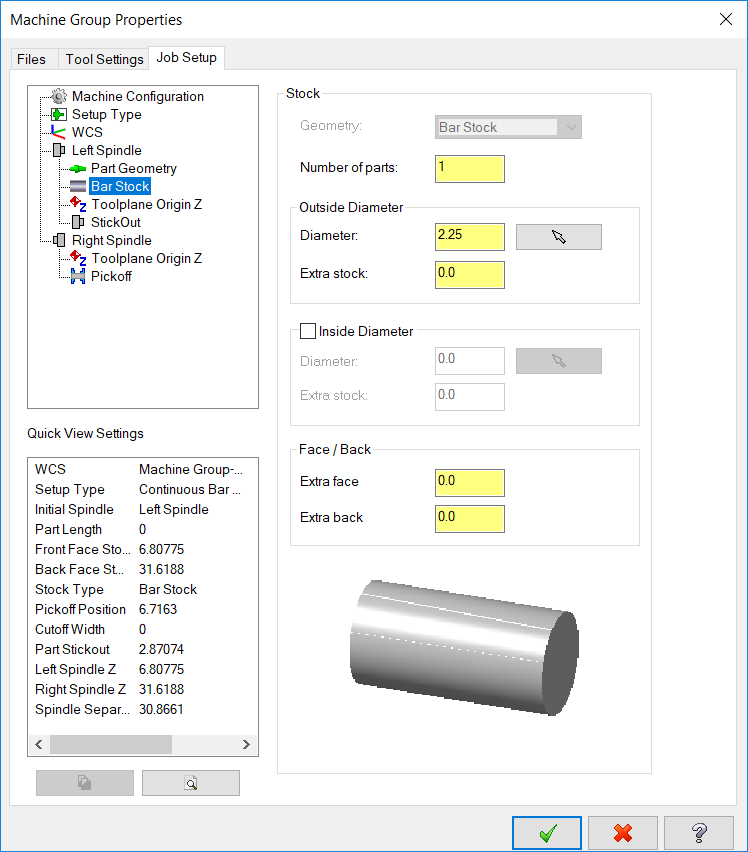 Machine Group Properties
Files
Tool Settings
Job Setup
Machine Configuration
Setup Type
WCS
Left Spindle
Part Geometry
Bar Stock
Toolplane Origin Z
StickOut
Right Spindle
Toolplane Origin Z
Pickoff
Quick View Settings
WCS Machine Group-...
Setup Type Continuous Bar ...
Initial Spindle Left Spindle
Part Length 0
Front Face Sto... 6.80775
Back Face St... 31.6188
Stock Type Bar Stock
Pickoff Position 6.7163
Cutoff Width 0
Part Stickout 2.87074
Left Spindle Z 6.80775
Right Spindle Z 31.6188
Spindle Separ... 30.8661
Stock
Geometry: Bar Stock
Number of parts: 1
Outside Diameter
Diameter: 2.25
Extra stock: 0.0
Inside Diameter
Diameter: 0.0
Extra stock: 0.0
Face / Back
Extra face 0.0
Extra back 0.0